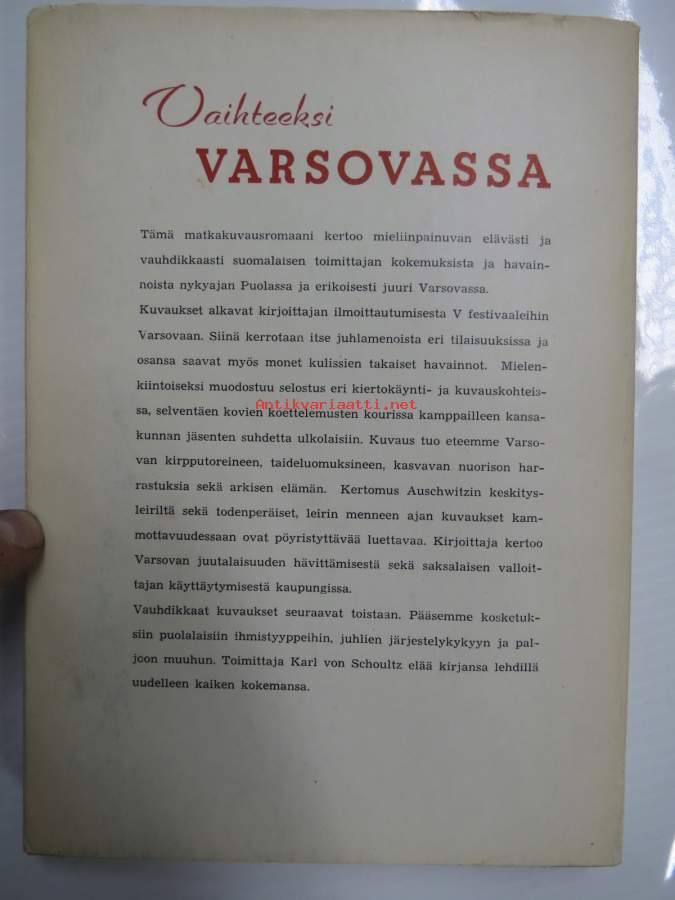 Vaihteeksi
VARSOVASSA
Tämä matkakuvausromaani kertoo mieliinpainuvan elävästi ja
vauhdikkaasti suomalaisen toimittajan kokemuksista ja havain-
noista nykyajan Puolassa ja erikoisesti juuri Varsovassa.
Kuvaukset alkavat kirjoittajan ilmoittautumisesta V festivaaleihin
Varsovaan. Siinä kerrotaan itse juhlamenoista eri tilaisuuksissa ja
osansa saavat myös monet kulissien takaiset havainnot. Mielen-
kiintoiseksi muodostuu selostus eri kiertokäynti- ja kuvauskohteis-
Antikvariaatti.net
sa, selventäen kovien koettelemusten kourissa kamppailleen kansa-
kunnan jäsenten suhdetta ulkolaisiin. Kuvaus tuo eteemme Varso-
van kirpputoreineen, taideluomuksineen, kasvavan nuorison har-
rastuksia sekä arkisen elämän. Kertomus Auschwitzin keskitys-
leiriltä sekä todenperäiset, leirin menneen ajan kuvaukset kam-
mottavuudessaan ovat pöyristyttävää luettavaa. Kirjoittaja kertoo
Varsovan juutalaisuuden hävittämisestä sekä saksalaisen valloit-
tajan käyttäytymisestä kaupungissa.
Vauhdikkaat kuvaukset seuraavat toistaan. Pääsemme kosketuk-
siin puolalaisiin ihmistyyppeihin, juhlien järjestelykykyyn ja pal-
joon muuhun. Toimittaja Karl von Schoultz elää kirjansa lehdillä
uudelleen kaiken kokemansa.